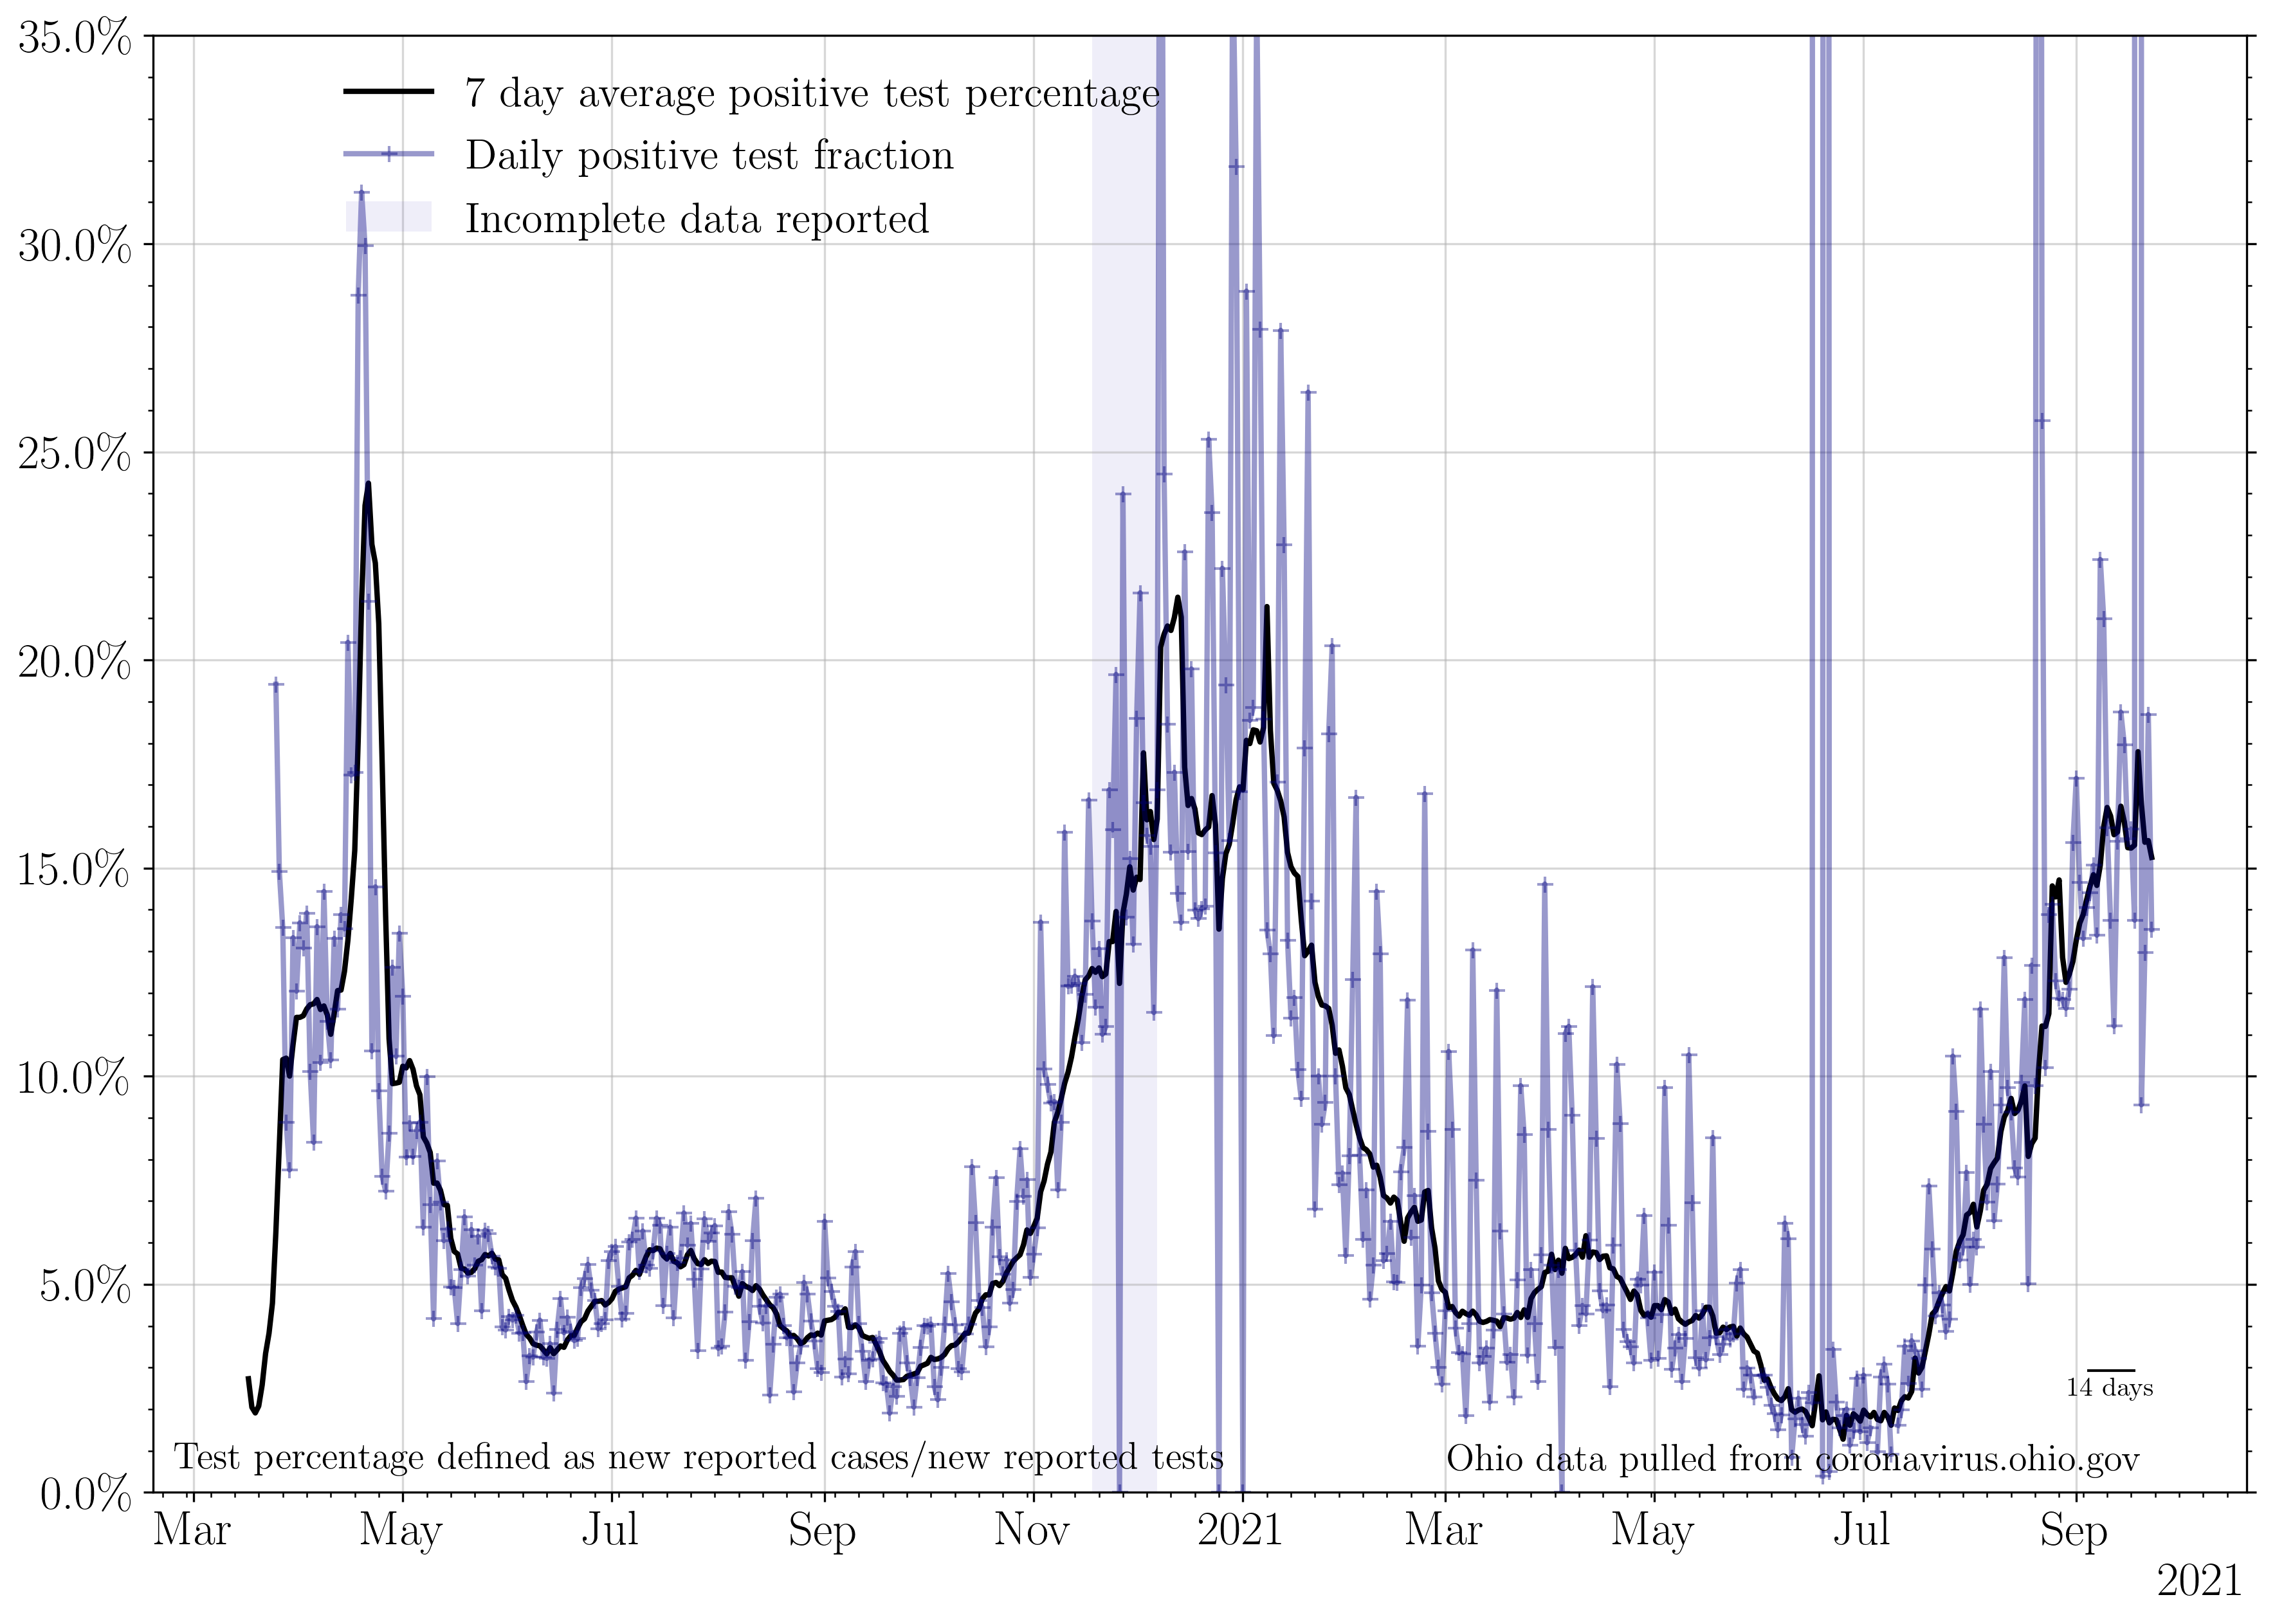 35.0%
30.0%
25.0%
20.0%
15.0%
10.0%
5.0%
0.0%
7 day average positive test percentage
Daily positive test fraction
Incomplete data reported
14 days
Test percentage defined as new reported cases/new reported tests
Ohio data pulled from coronavirus.ohio.gov
Mar May Jul Sep Nov 2021 Mar May Jul Sep
2021